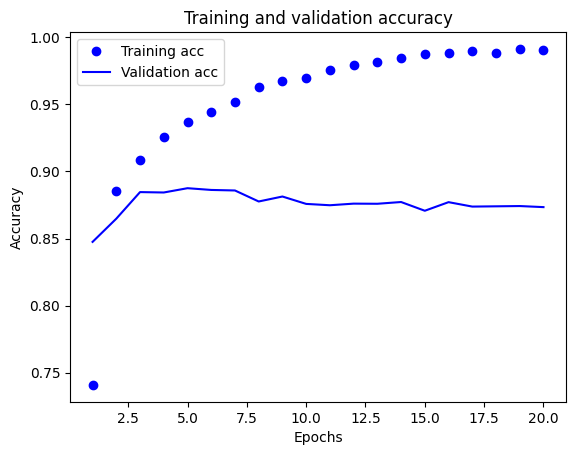 Training and validation accuracy
Training acc
Validation acc
1.00
0.95
0.90
0.85
0.80
0.75
Accuracy
2.5 5.0 7.5 10.0 12.5 15.0 17.5 20.0
Epochs